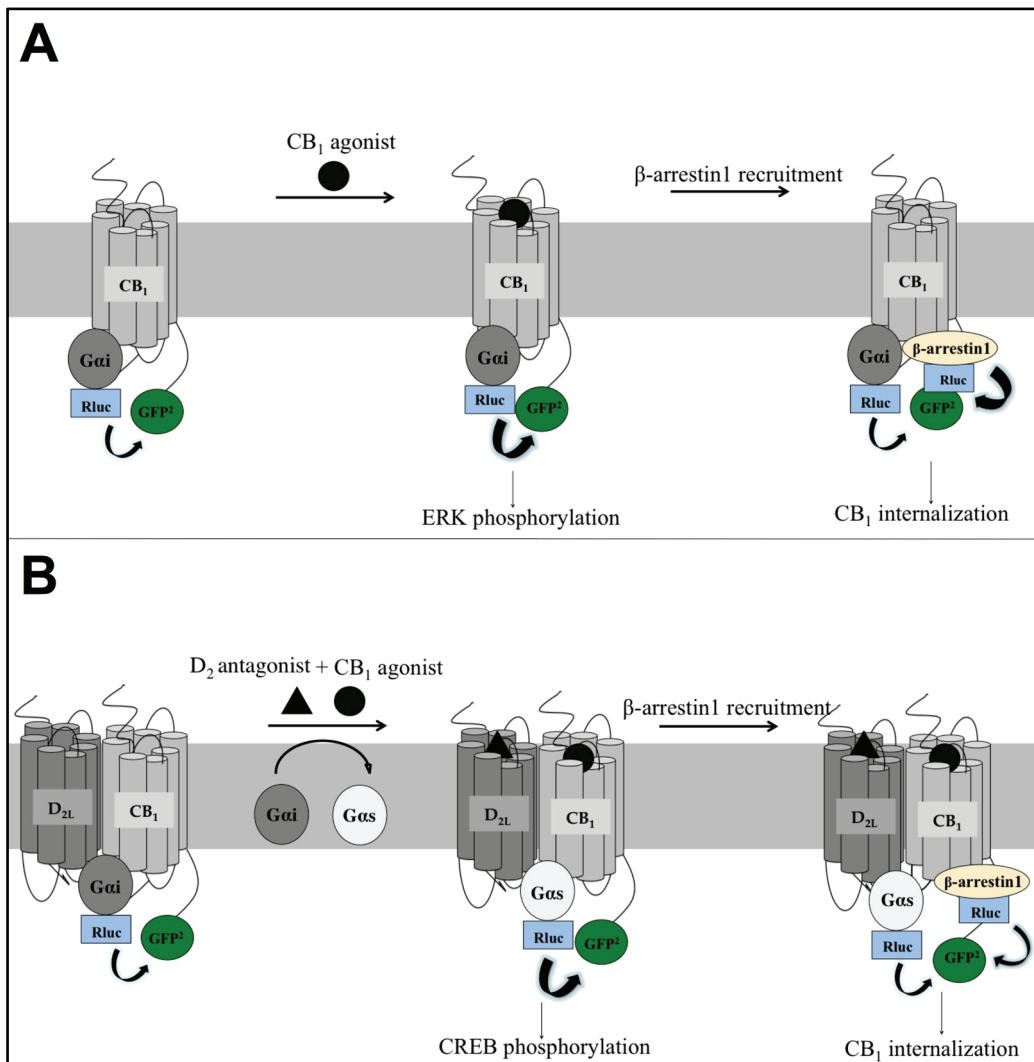 A
CB₁ agonist
β-arrestin1 recruitment
CB₁
CB₁
CB₁
Gαi
Gαi
Gαi
β-arrestin1
Rluc
GFP²
Rluc
GFP²
Rluc
Rluc
GFP²
ERK phosphorylation
CB₁ internalization
B
D₂ antagonist + CB₁ agonist
β-arrestin1 recruitment
D₂L
CB₁
Gαi
Gαs
D₂L
CB₁
D₂L
CB₁
Gαi
Gαs
Gαs
β-arrestin1
Rluc
GFP²
Rluc
GFP²
Rluc
Rluc
GFP²
CREB phosphorylation
CB₁ internalization